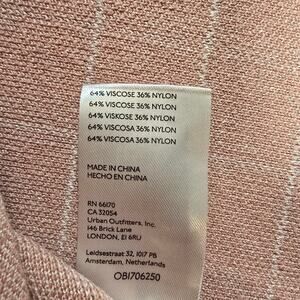 64% VISCOSE 36% NYLON
64% VISCOSE 36% NYLON
64% VISKOSE 36% NYLON
64% VISCOSA 36% NYLON
64% VISCOSA 36% NYLON
MADE IN CHINA
HECHO EN CHINA
RN 66170
CA 32054
Urban Outfitters, Inc.
146 Brick Lane
LONDON, E1 6RU
Leidsestraat 32, 1017 PB
Amsterdam, Netherlands
OB1706250